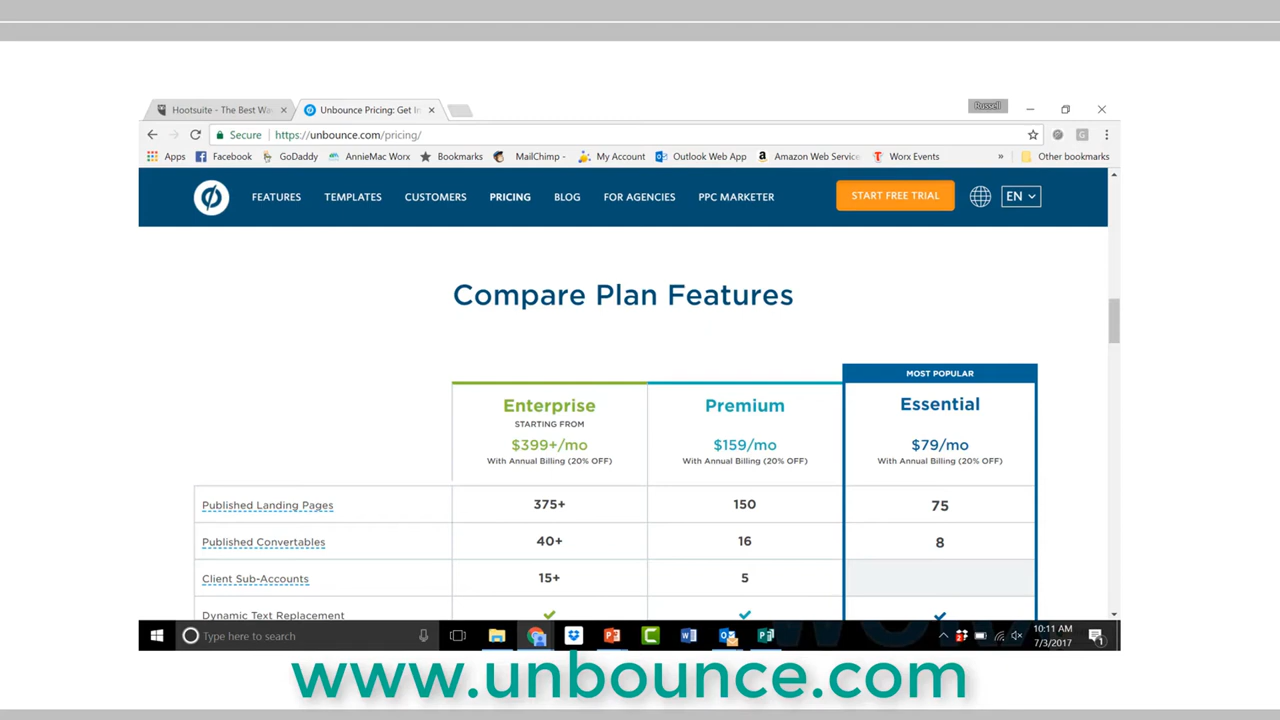 Hootsuite - The Best Wa
Unbounce Pricing: Get In
Russell
Secure
https://unbounce.com/pricing/
Apps
Facebook
GoDaddy
AnnieMac Worx
Bookmarks
MailChimp -
My Account
Outlook Web App
Amazon Web Service
Worx Events
»
Other bookmarks
FEATURES
TEMPLATES
CUSTOMERS
PRICING
BLOG
FOR AGENCIES
PPC MARKETER
START FREE TRIAL
EN
Compare Plan Features
MOST POPULAR
Enterprise
STARTING FROM
$399+/mo
With Annual Billing (20% OFF)
Premium
$159/mo
With Annual Billing (20% OFF)
Essential
$79/mo
With Annual Billing (20% OFF)
Published Landing Pages 375+ 150 75
Published Convertables 40+ 16 8
Client Sub-Accounts 15+ 5
Dynamic Text Replacement
Type here to search
10:11 AM
7/3/2017
1
www.unbounce.com